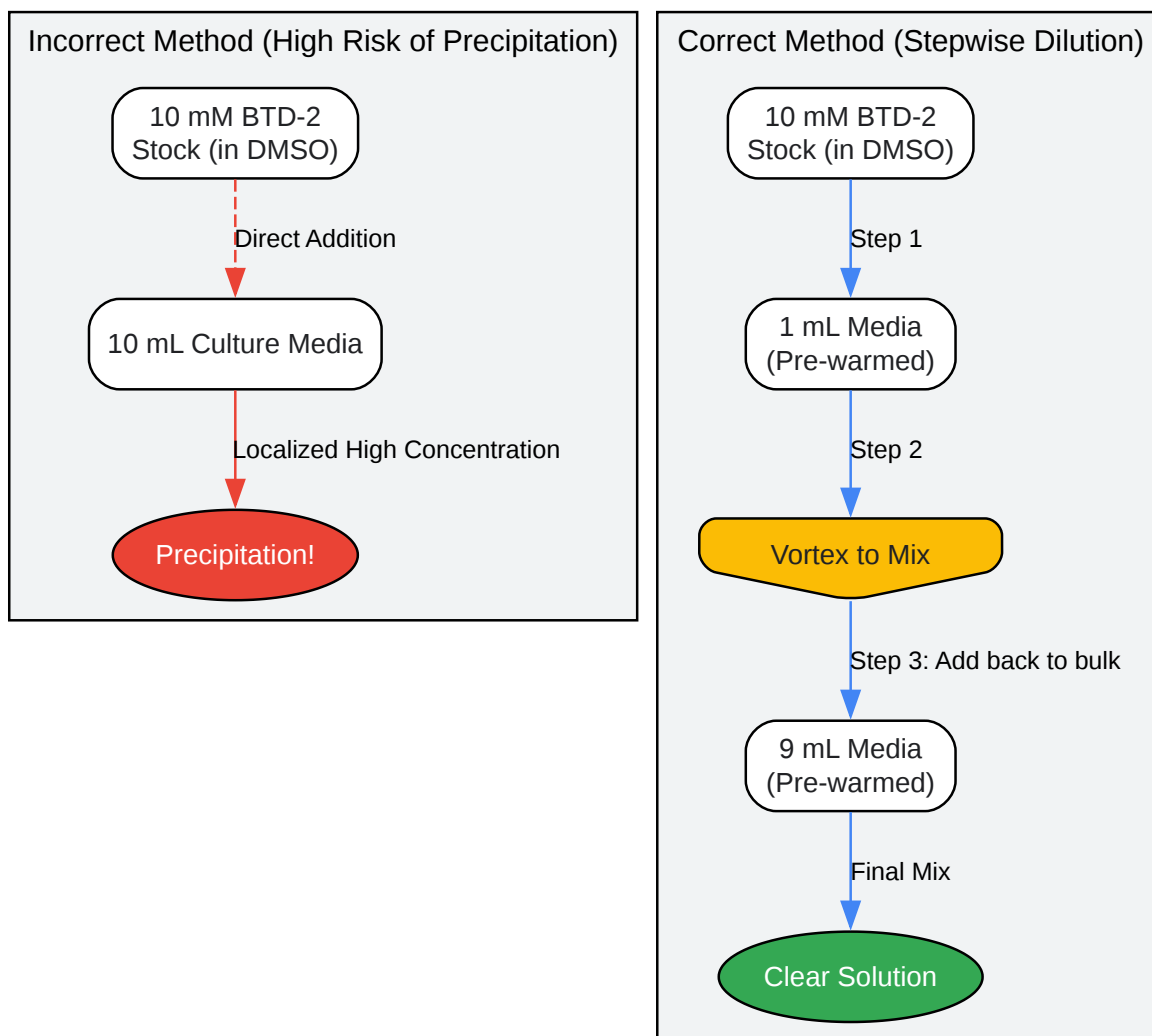 Incorrect Method (High Risk of Precipitation)
10 mM BTD-2
Stock (in DMSO)
Direct Addition
10 mL Culture Media
Localized High Concentration
Precipitation!
Correct Method (Stepwise Dilution)
10 mM BTD-2
Stock (in DMSO)
Step 1
1 mL Media
(Pre-warmed)
Step 2
Vortex to Mix
Step 3: Add back to bulk
9 mL Media
(Pre-warmed)
Final Mix
Clear Solution